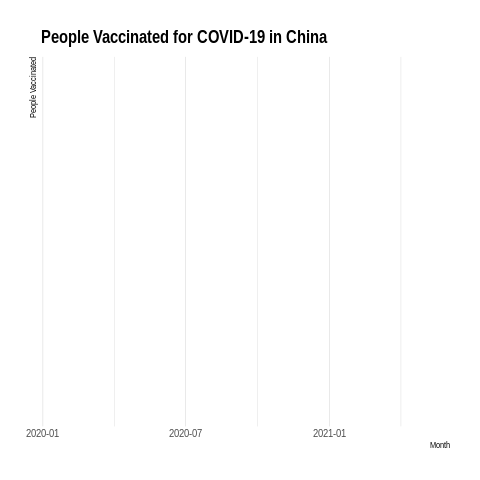 People Vaccinated for COVID-19 in China
People Vaccinated
2020-01 2020-07 2021-01
Month